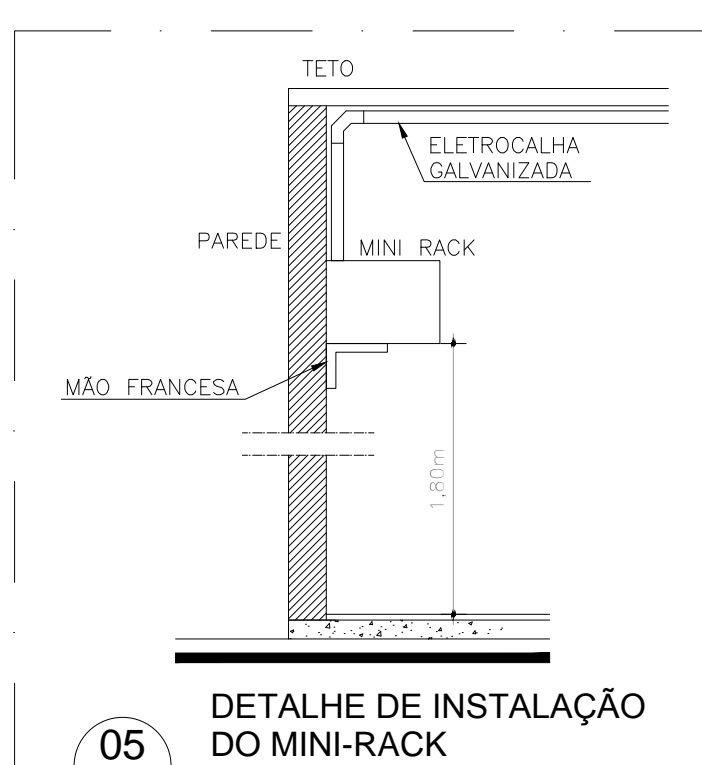 TETO
ELETROCALHA
GALVANIZADA
PAREDE
MINI RACK
MÃO FRANCESA
1,80m
05
DETALHE DE INSTALAÇÃO
DO MINI-RACK